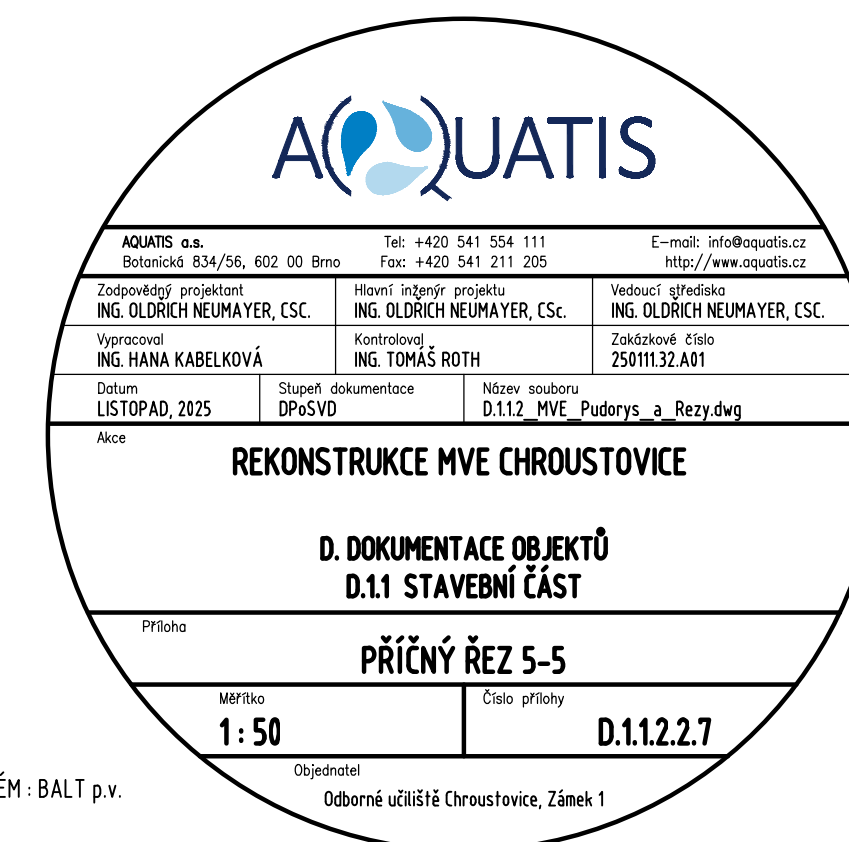 AQUATIS
AQUATIS a.s. Tel: +420 541 554 111 E-mail: info@aquatis.cz
Botanická 834/56, 602 00 Brno Fax: +420 541 211 205 http://www.aquatis.cz
Zodpovědný projektant Hlavní inženýr projektu Vedoucí střediska
ING. OLDŘICH NEUMAYER, CSC. ING. OLDŘICH NEUMAYER, CSc. ING. OLDŘICH NEUMAYER, CSC.
Vypracoval Kontroloval Zakázkové číslo
ING. HANA KABELKOVÁ ING. TOMÁŠ ROTH 250111.32.A01
Datum Stupeň dokumentace Název souboru
LISTOPAD, 2025 DPoSVD D.1.1.2_MVE_Pudorys_a_Rezy.dwg
Akce
REKONSTRUKCE MVE CHROUSTOVICE
D. DOKUMENTACE OBJEKTŮ
D.1.1 STAVEBNÍ ČÁST
Příloha
PŘÍČNÝ ŘEZ 5-5
Měřítko Číslo přílohy
1 : 50 D.1.1.2.2.7
Objednatel
ÉM : BALT p.v.
Odborné učiliště Chroustovice, Zámek 1